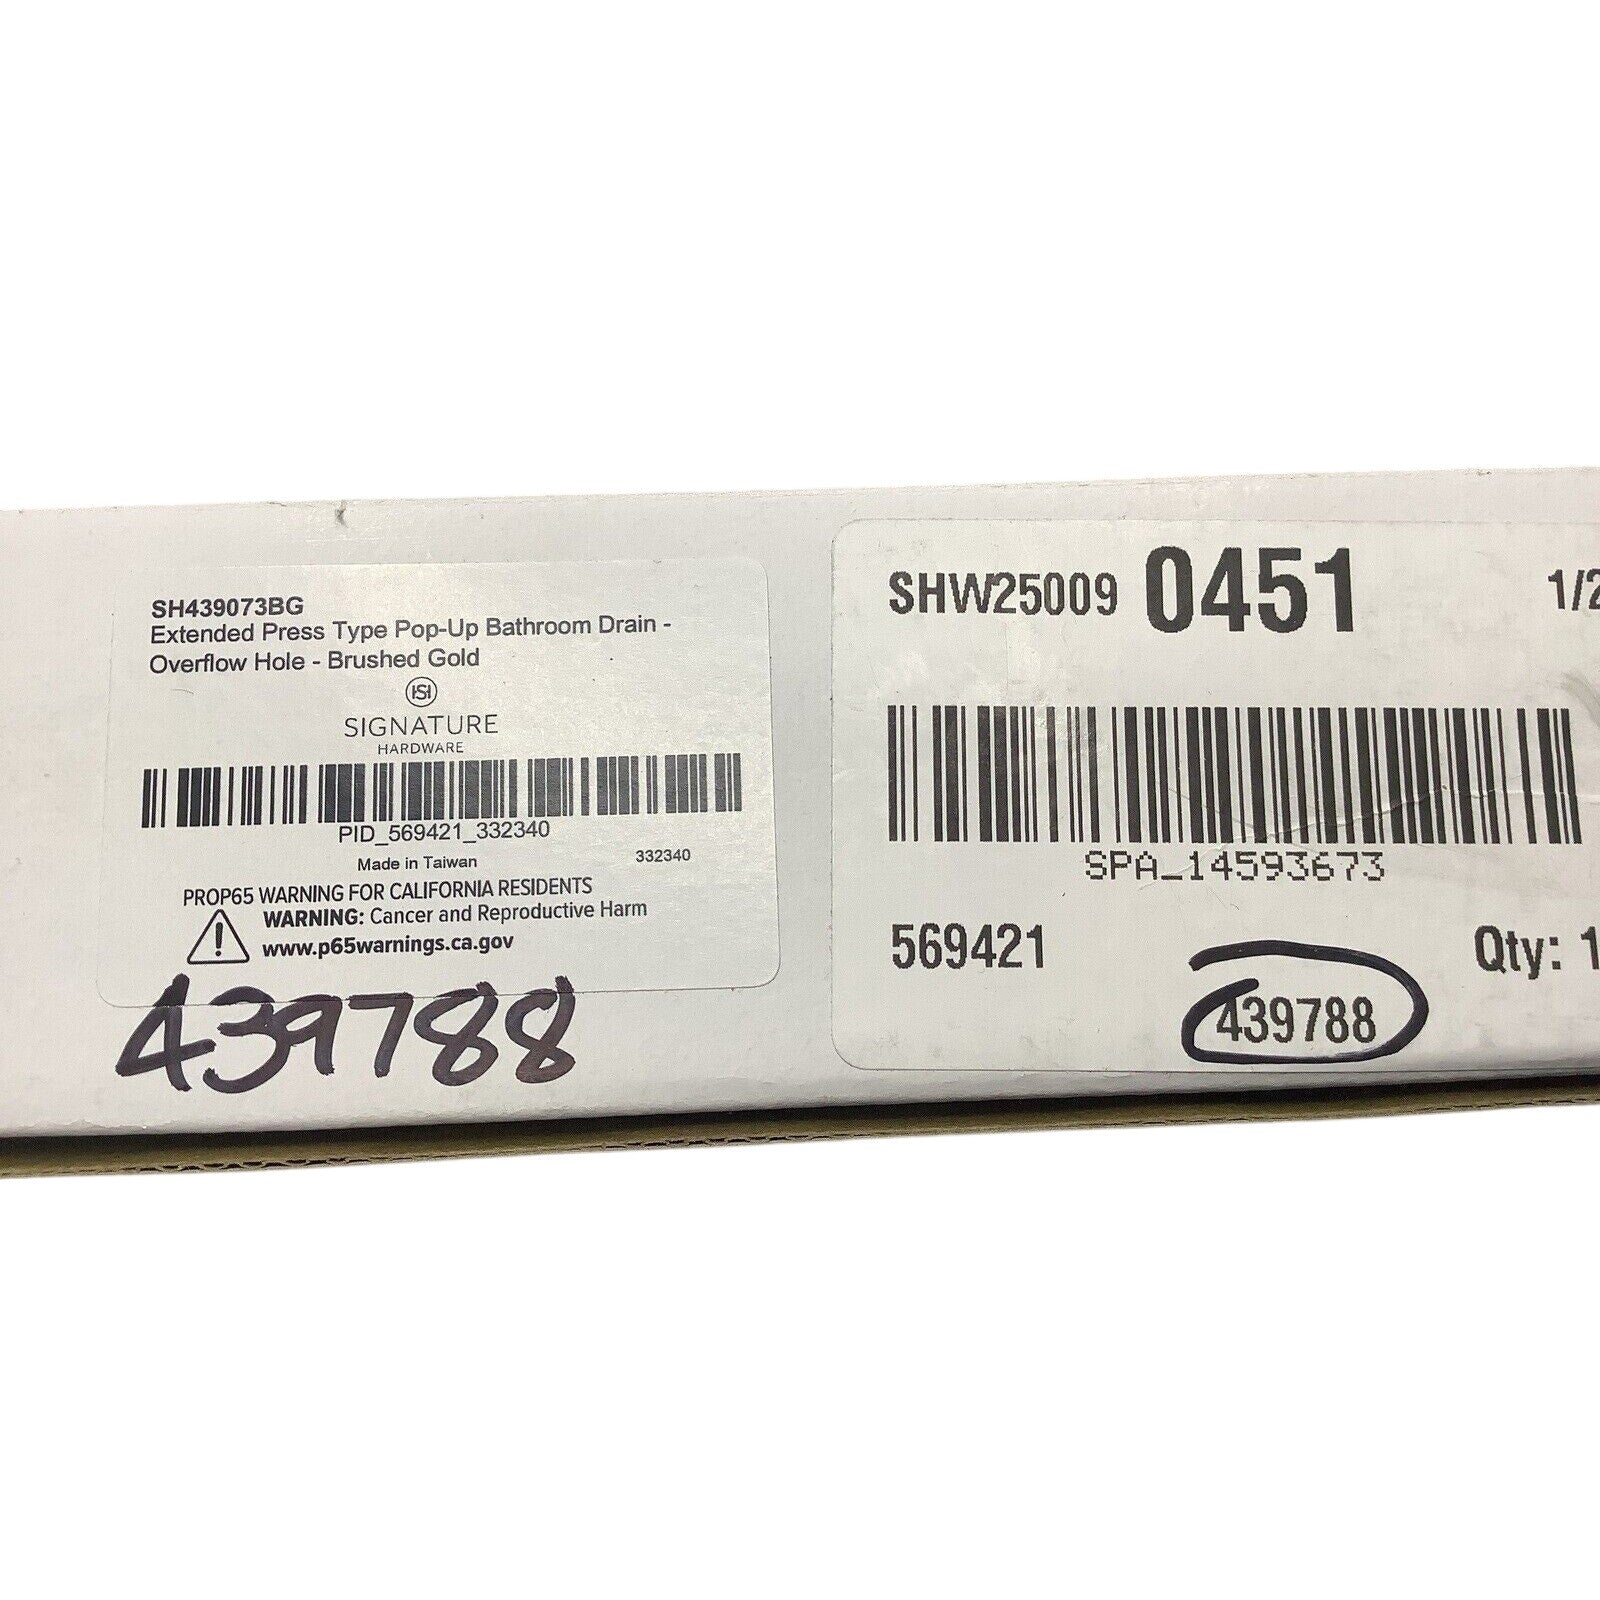 SH439073BG
Extended Press Type Pop-Up Bathroom Drain -
Overflow Hole - Brushed Gold
SIGNATURE
HARDWARE
PID_569421_332340
Made in Taiwan 332340
PROP65 WARNING FOR CALIFORNIA RESIDENTS
WARNING: Cancer and Reproductive Harm
www.p65warnings.ca.gov
439788
SHW25009 0451 1/2
SPA_14593673
569421 Qty: 1
439788